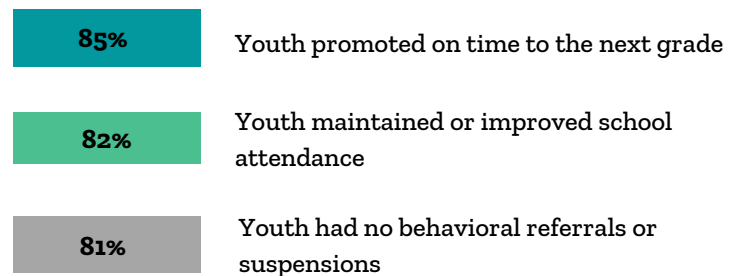 85%
Youth promoted on time to the next grade
82%
Youth maintained or improved school
attendance
81%
Youth had no behavioral referrals or
suspensions